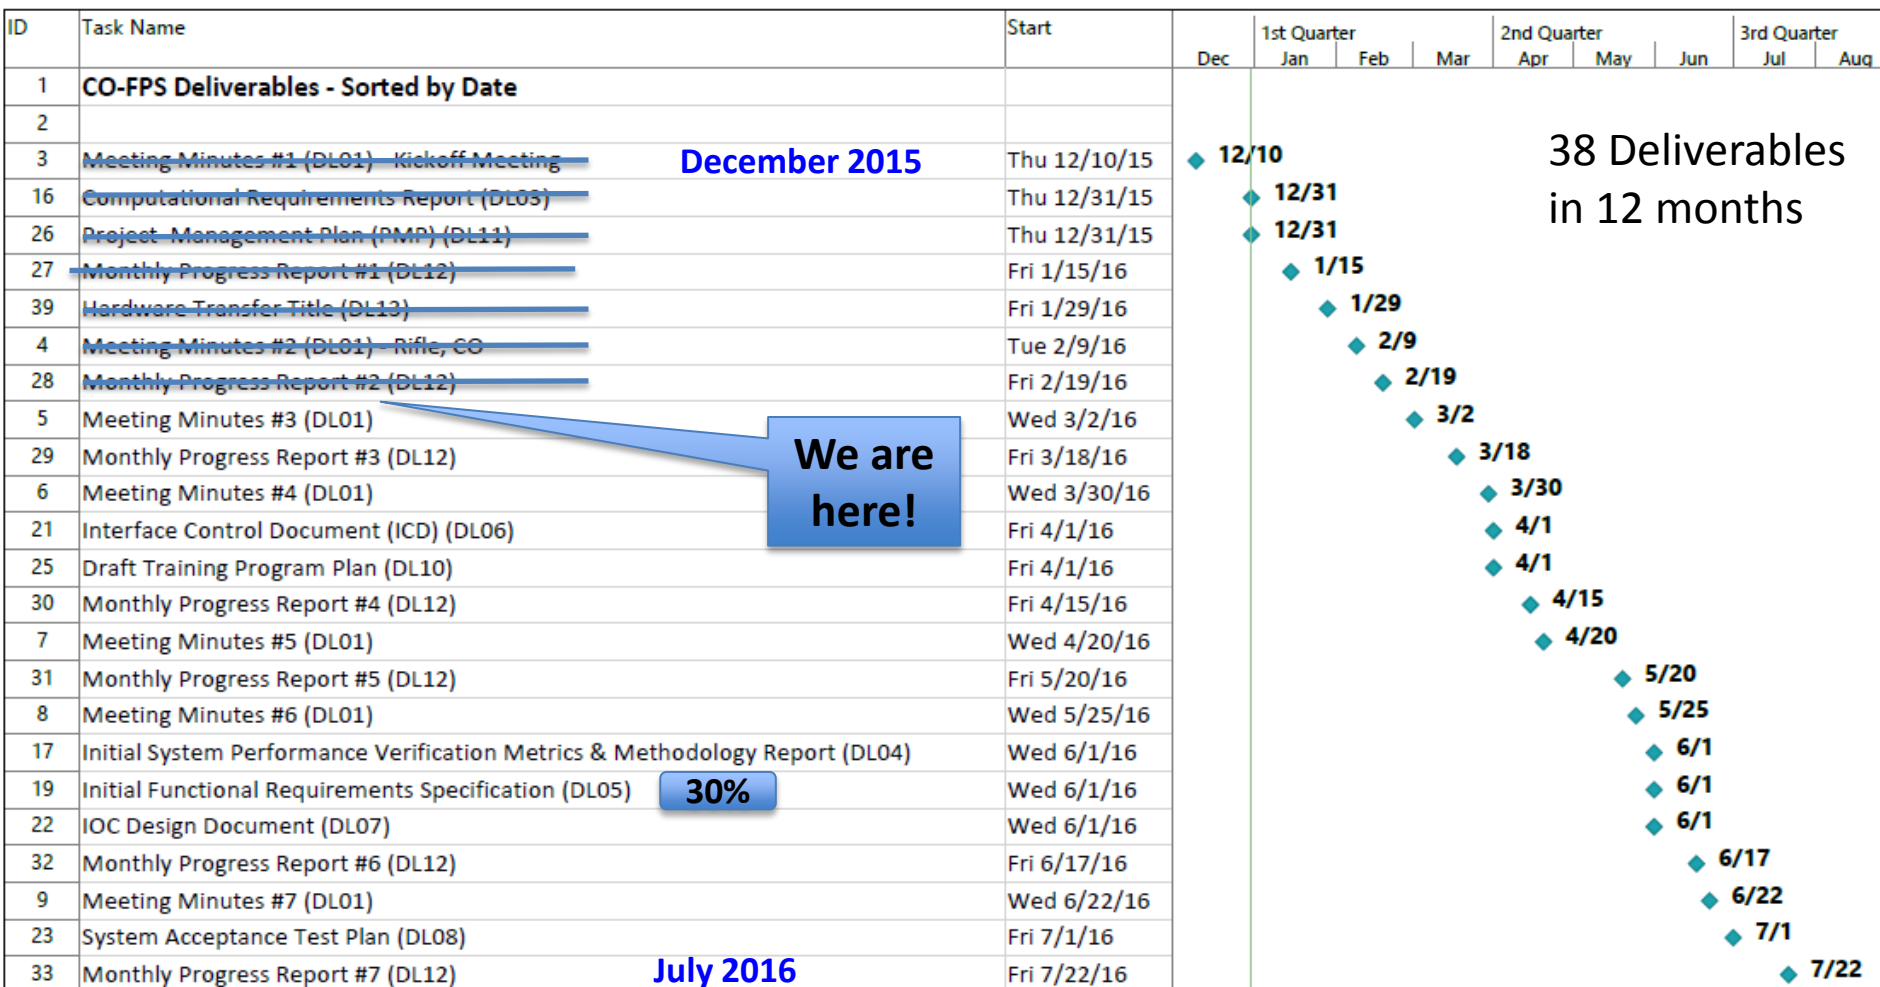 ID Task Name Start 1st Quarter 2nd Quarter 3rd Quarter
Dec Jan Feb Mar Apr May Jun Jul Aug
1 CO-FPS Deliverables - Sorted by Date
2
3 Meeting Minutes #1 (DL01) - Kickoff Meeting December 2015 Thu 12/10/15 12/10
16 Computational Requirements Report (DL03) Thu 12/31/15 12/31
26 Project Management Plan (PMP) (DL11) Thu 12/31/15 12/31
27 Monthly Progress Report #1 (DL12) Fri 1/15/16 1/15
39 Hardware Transfer Title (DL13) Fri 1/29/16 1/29
4 Meeting Minutes #2 (DL01) - Rifle, CO Tue 2/9/16 2/9
28 Monthly Progress Report #2 (DL12) Fri 2/19/16 2/19
5 Meeting Minutes #3 (DL01) Wed 3/2/16 3/2
29 Monthly Progress Report #3 (DL12) Fri 3/18/16 3/18
6 Meeting Minutes #4 (DL01) Wed 3/30/16 3/30
21 Interface Control Document (ICD) (DL06) Fri 4/1/16 4/1
25 Draft Training Program Plan (DL10) Fri 4/1/16 4/1
30 Monthly Progress Report #4 (DL12) Fri 4/15/16 4/15
7 Meeting Minutes #5 (DL01) Wed 4/20/16 4/20
31 Monthly Progress Report #5 (DL12) Fri 5/20/16 5/20
8 Meeting Minutes #6 (DL01) Wed 5/25/16 5/25
17 Initial System Performance Verification Metrics & Methodology Report (DL04) Wed 6/1/16 6/1
19 Initial Functional Requirements Specification (DL05) 30% Wed 6/1/16 6/1
22 IOC Design Document (DL07) Wed 6/1/16 6/1
32 Monthly Progress Report #6 (DL12) Fri 6/17/16 6/17
9 Meeting Minutes #7 (DL01) Wed 6/22/16 6/22
23 System Acceptance Test Plan (DL08) Fri 7/1/16 7/1
33 Monthly Progress Report #7 (DL12) July 2016 Fri 7/22/16 7/22
38 Deliverables
in 12 months
We are
here!